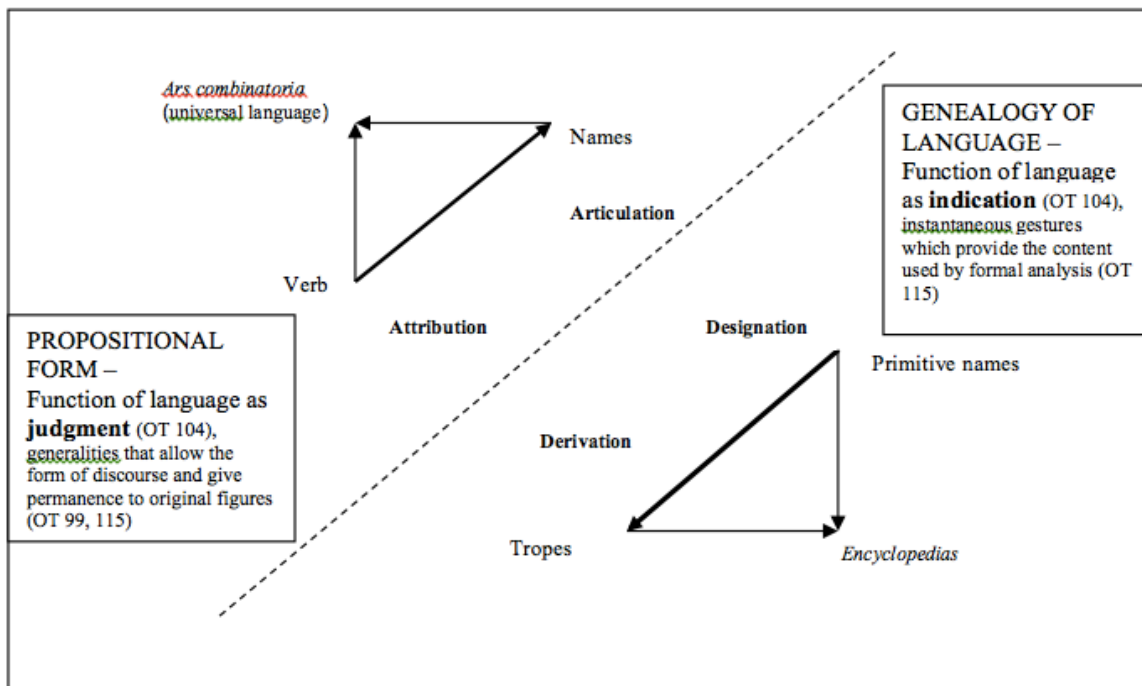 Ars combinatoria
(universal language)
Names
Articulation
Verb
Attribution
PROPOSITIONAL
FORM –
Function of language as
judgment (OT 104),
generalities that allow the
form of discourse and give
permanence to original figures
(OT 99, 115)
GENEALOGY OF
LANGUAGE –
Function of language
as indication (OT 104),
instantaneous gestures
which provide the content
used by formal analysis (OT
115)
Designation
Primitive names
Derivation
Tropes
Encyclopedias